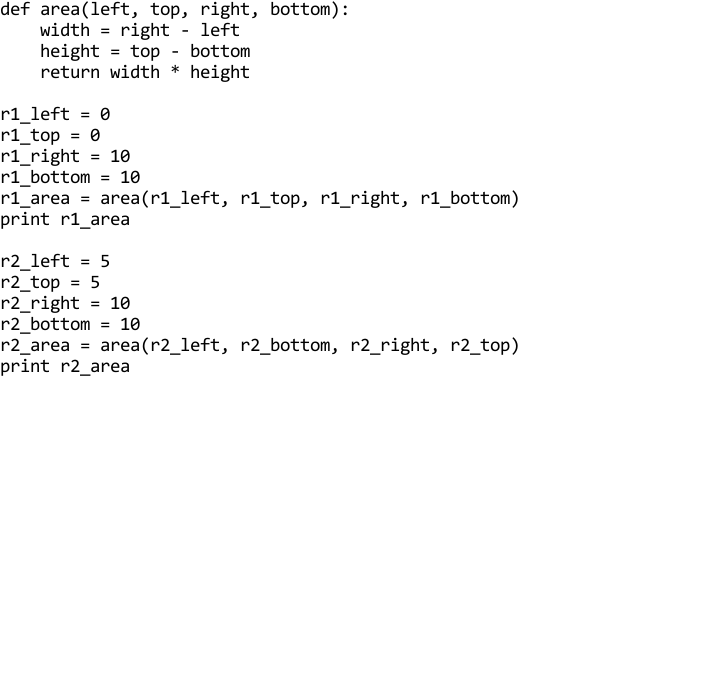 def area(left, top, right, bottom):
    width = right - left
    height = top - bottom
    return width * height

r1_left = 0
r1_top = 0
r1_right = 10
r1_bottom = 10
r1_area = area(r1_left, r1_top, r1_right, r1_bottom)
print r1_area

r2_left = 5
r2_top = 5
r2_right = 10
r2_bottom = 10
r2_area = area(r2_left, r2_bottom, r2_right, r2_top)
print r2_area